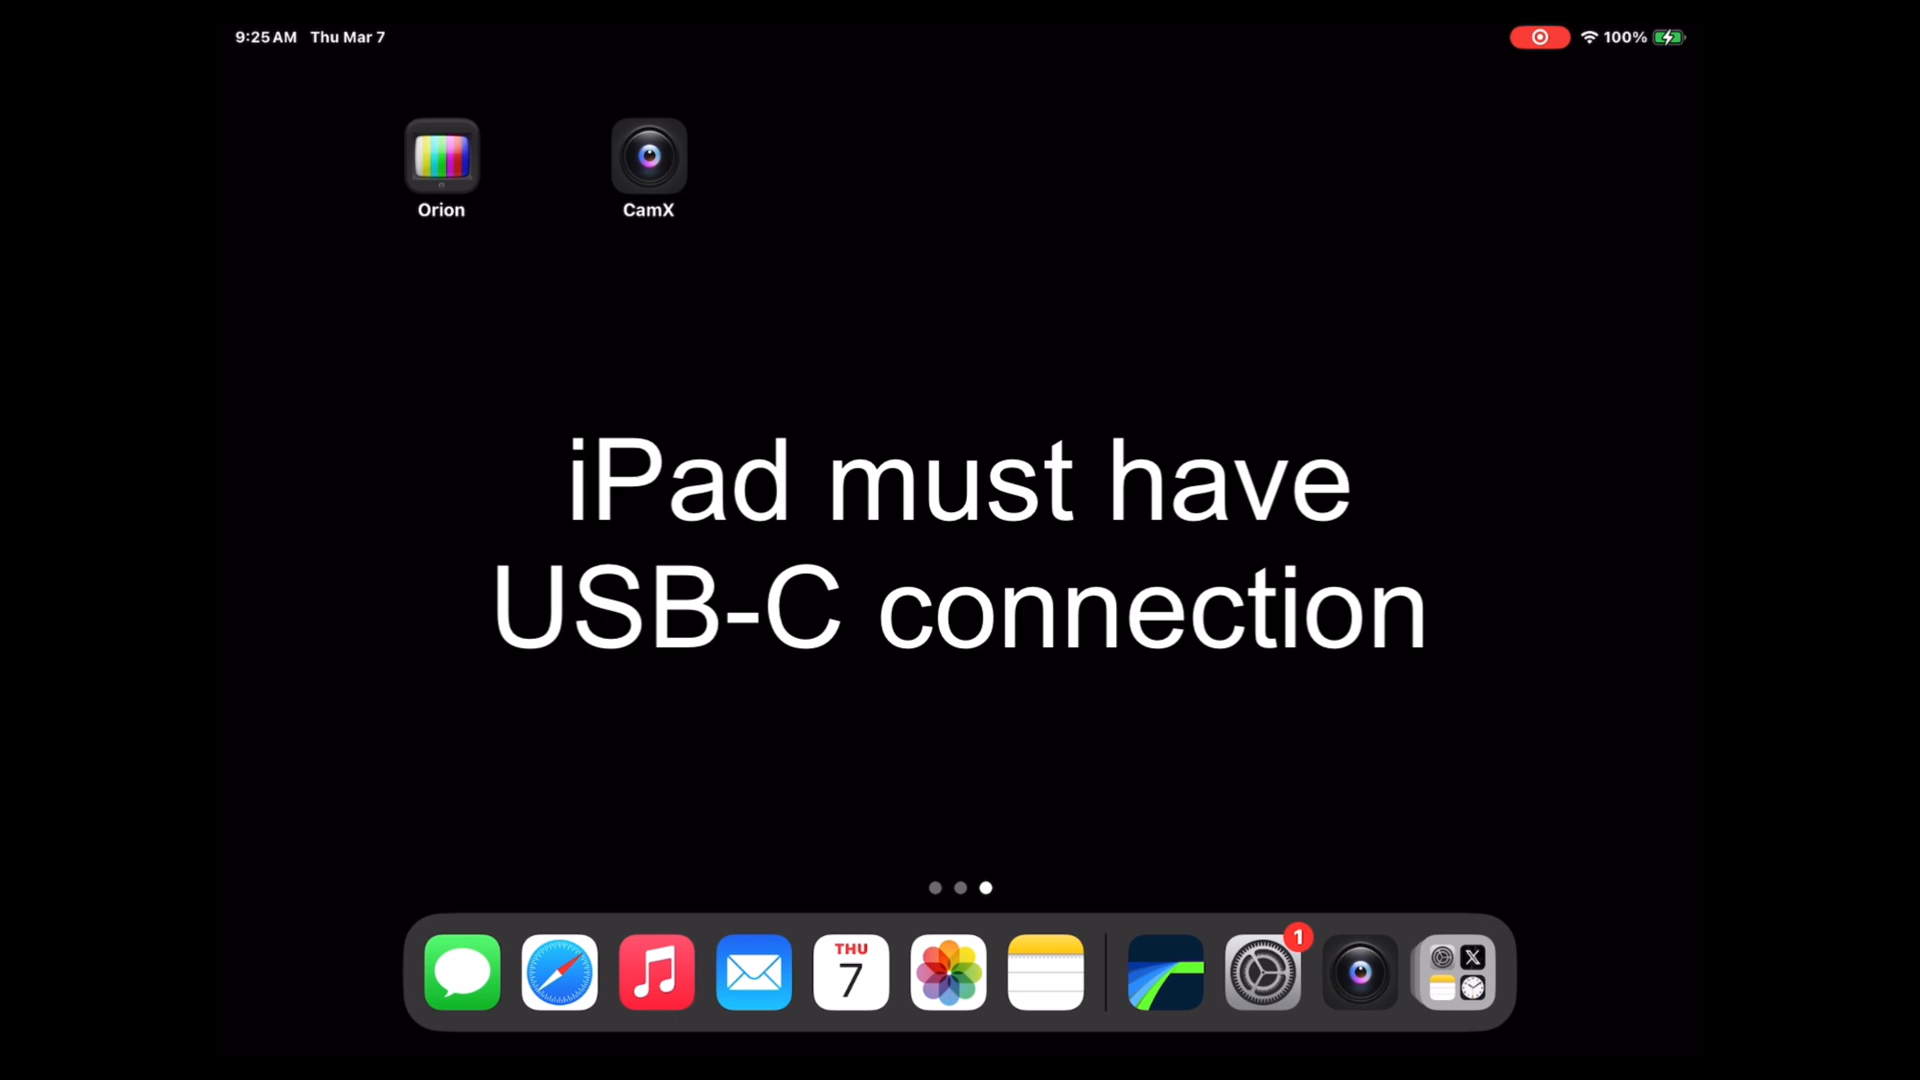 9:25 AM Thu Mar 7
100%
Orion
CamX
iPad must have
USB-C connection
THU
7
1
X